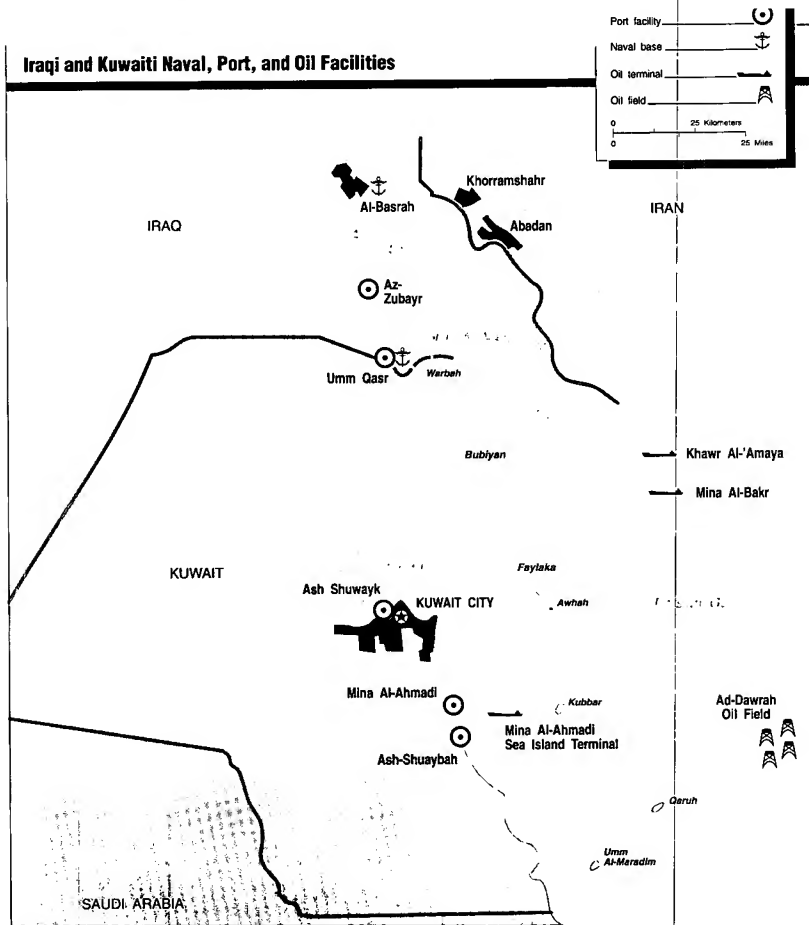 Iraqi and Kuwaiti Naval, Port, and Oil Facilities
Port facility
Naval base
Oil terminal
Oil field
0 25 Kilometers
0 25 Miles
Khorramshahr
Al-Basrah
IRAN
IRAQ
Abadan
Az-
Zubayr
Umm Qasr
Warbah
Bubiyan
Khawr Al-'Amaya
Mina Al-Bakr
KUWAIT
Faylaka
Ash Shuwayk
KUWAIT CITY
Awhah
Mina Al-Ahmadi
Kubbar
Ad-Dawrah
Oil Field
Mina Al-Ahmadi
Sea Island Terminal
Ash-Shuaybah
Qaruh
Umm
Al-Maradim
SAUDI ARABIA